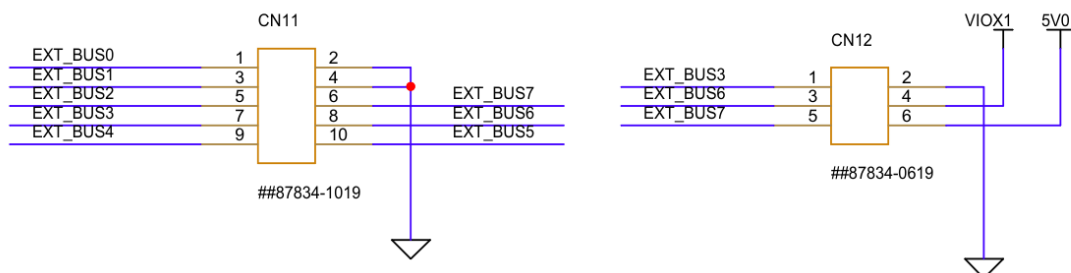 CN11
EXT_BUS0 1 2
EXT_BUS1 3 4
EXT_BUS2 5 6 EXT_BUS7
EXT_BUS3 7 8 EXT_BUS6
EXT_BUS4 9 10 EXT_BUS5
##87834-1019
VIOX1 5V0
CN12
EXT_BUS3 1 2
EXT_BUS6 3 4
EXT_BUS7 5 6
##87834-0619